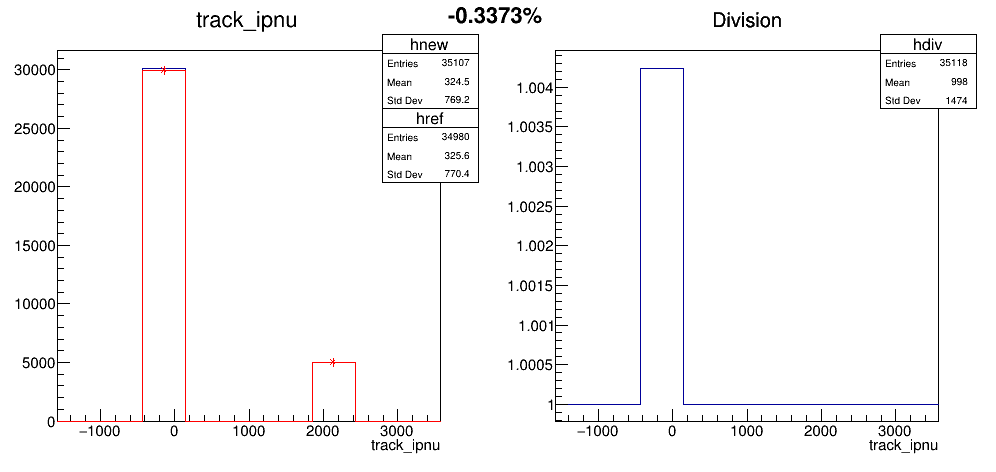 track_ipnu
-0.3373%
Division
hnew
Entries 35107
Mean 324.5
Std Dev 769.2
href
Entries 34980
Mean 325.6
Std Dev 770.4
30000
25000
20000
15000
10000
5000
0
−1000 0 1000 2000 3000
track_ipnu
hdiv
Entries 35118
Mean 998
Std Dev 1474
1.004
1.0035
1.003
1.0025
1.002
1.0015
1.001
1.0005
1
−1000 0 1000 2000 3000
track_ipnu